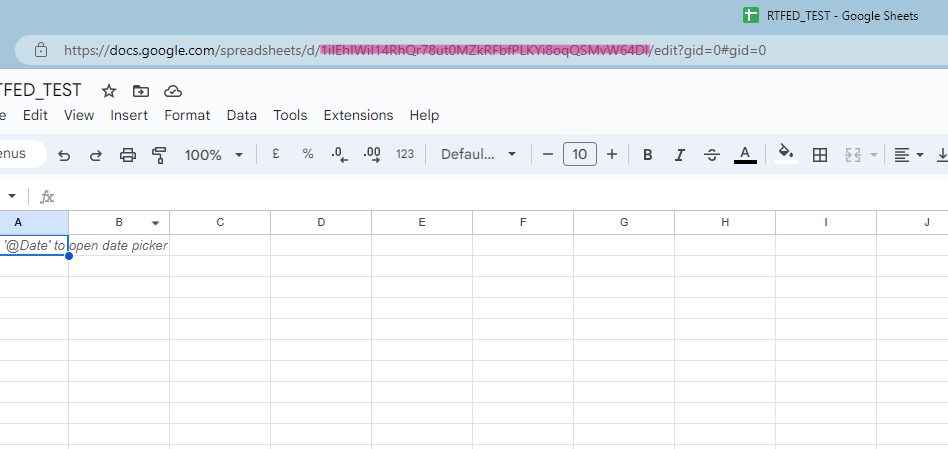 RTFED_TEST - Google Sheets
https://docs.google.com/spreadsheets/d/ /edit?gid=0#gid=0
TFED_TEST
e Edit View Insert Format Data Tools Extensions Help
enus 100% £ % .0 .00 123 Defaul... 10 B I S A
fx
A B C D E F G H I J
'@Date' to open date picker